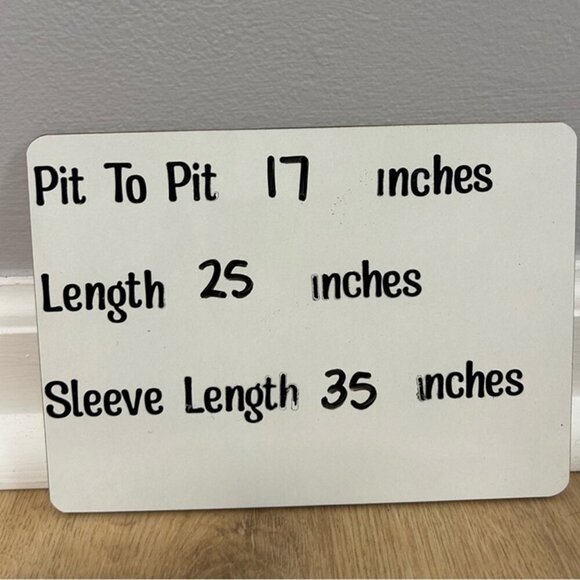 Pit To Pit 17 inches
Length 25 inches
Sleeve Length 35 inches